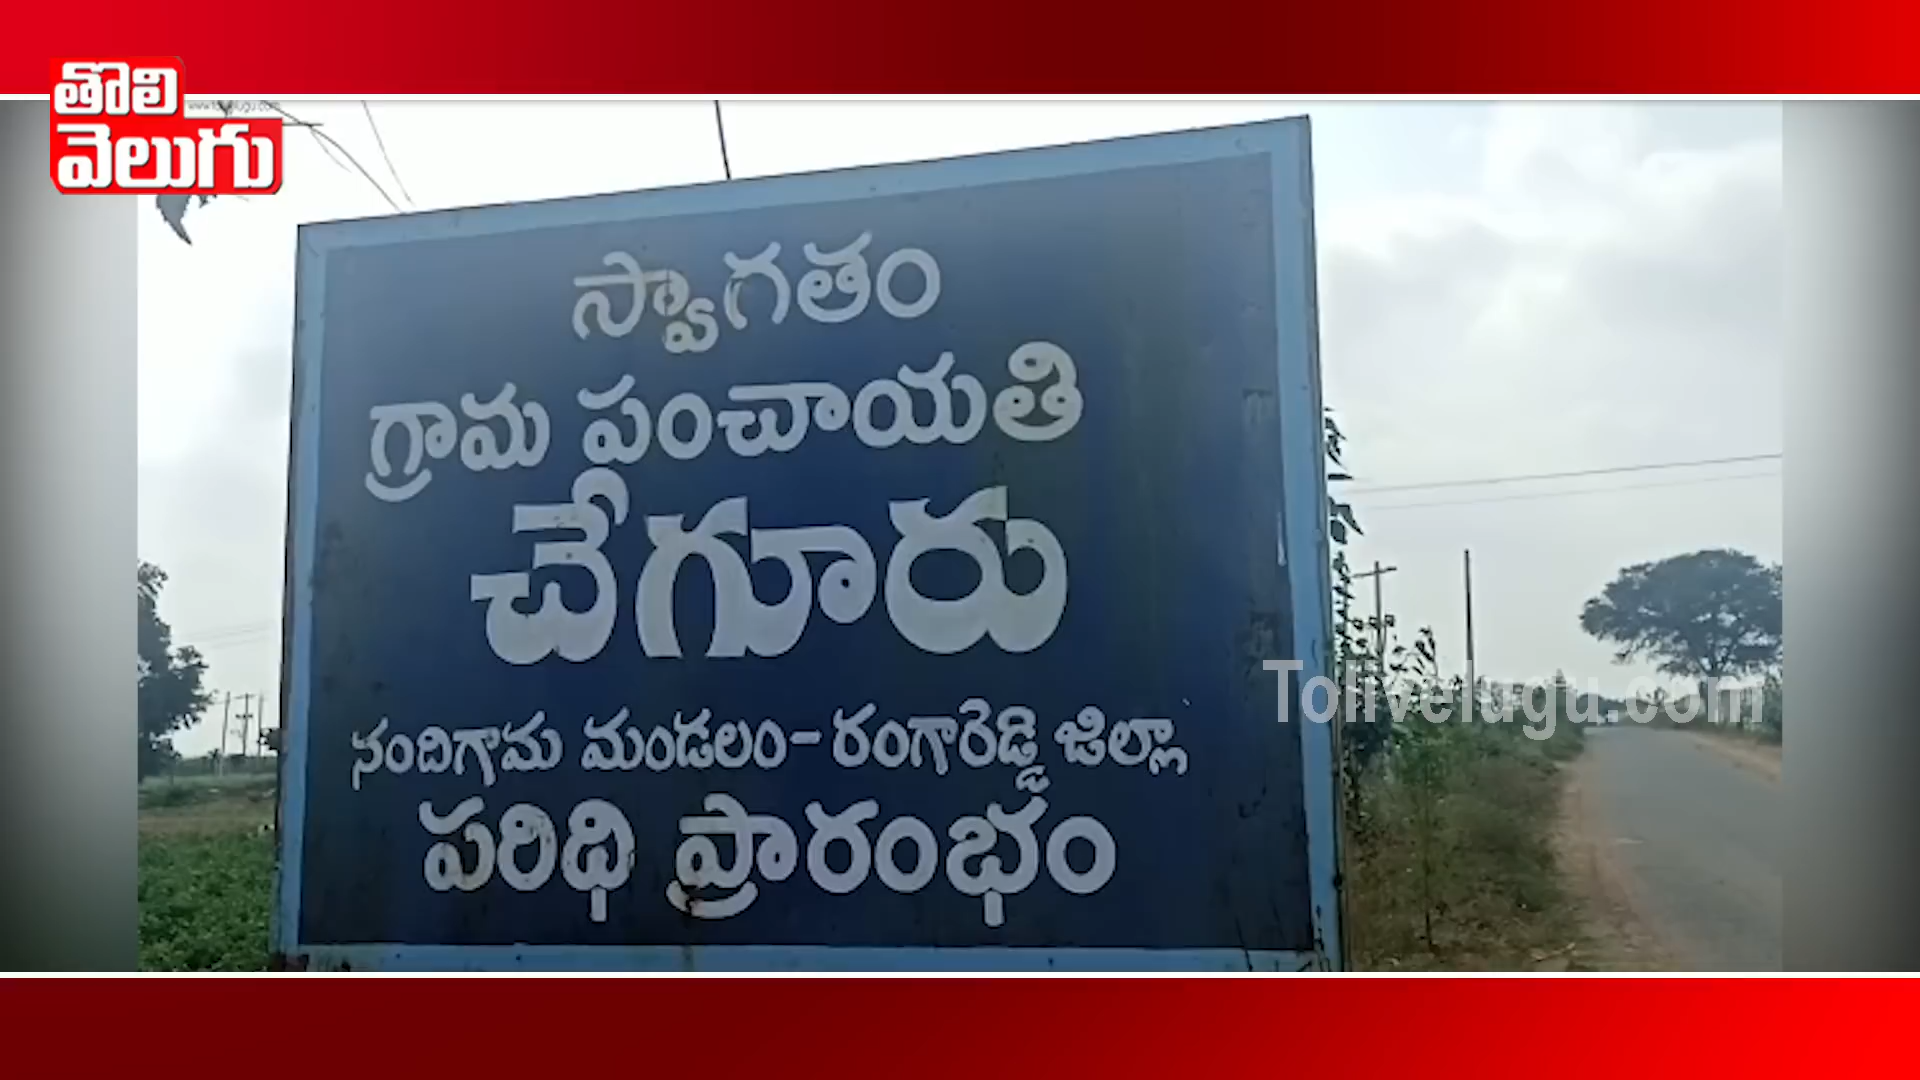 తొలి
వెలుగు
స్వాగతం
గ్రామ పంచాయతి
చేగూరు
నందిగామ మండలం-రంగారెడ్డి జిల్లా
పరిధి ప్రారంభం
Tolivelugu.com